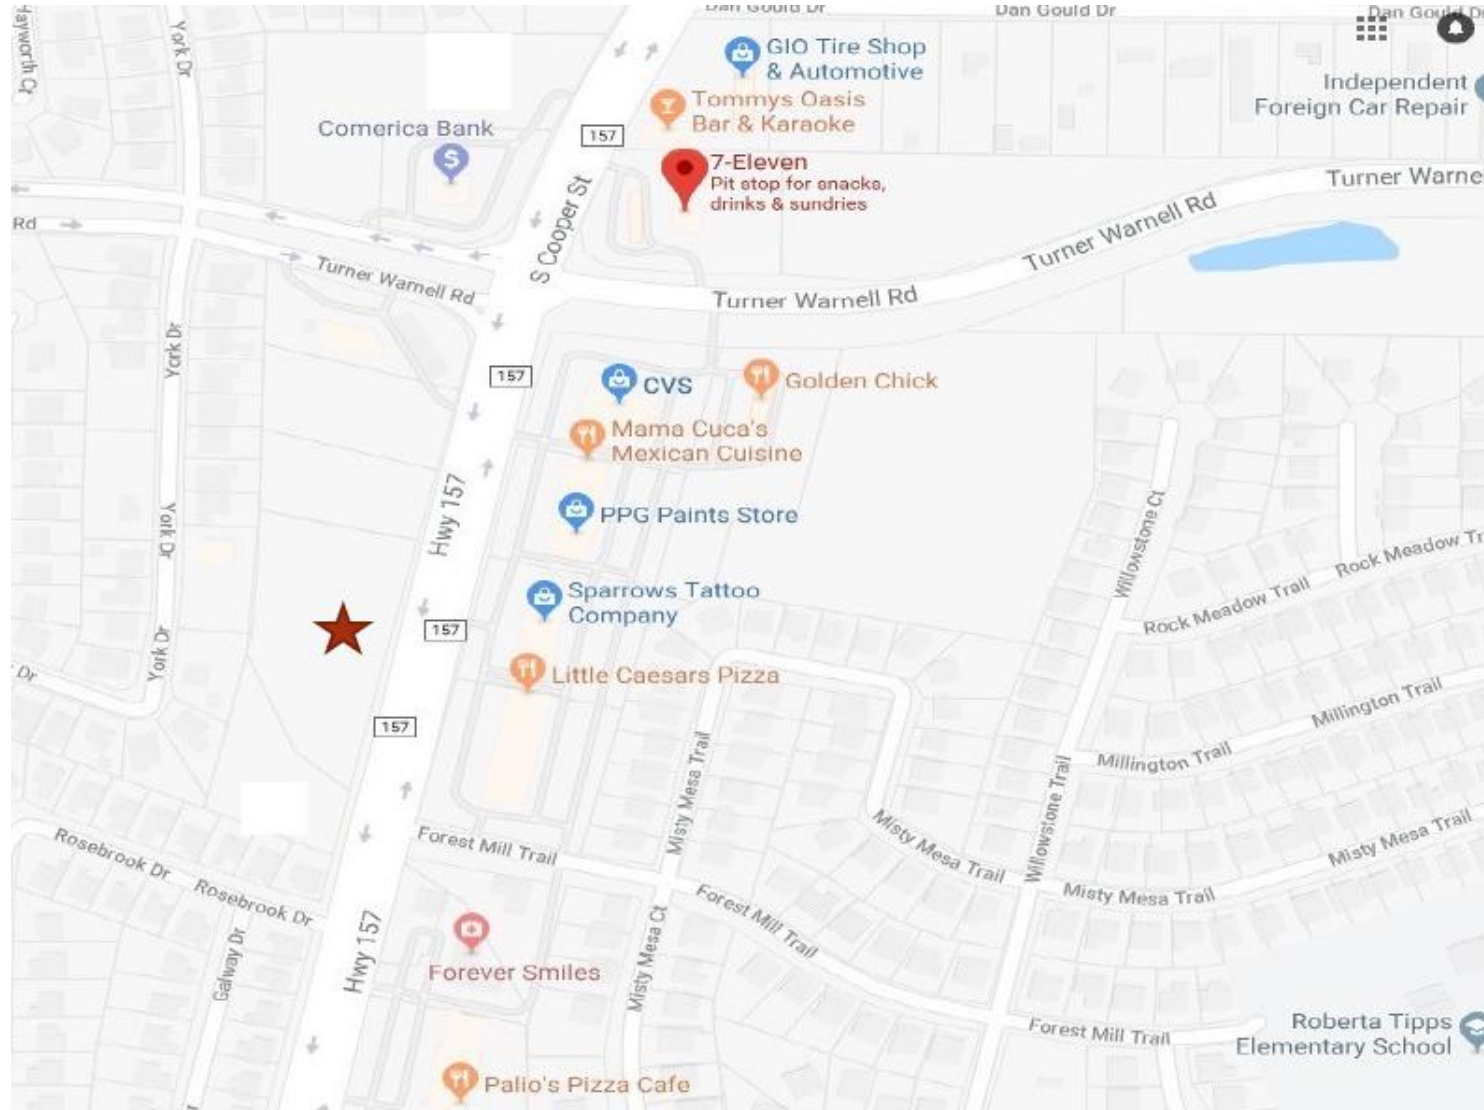 Dan Gould Dr
Dan Gould Dr
Dan Gould D
Hayworth Ct
York Dr
GIO Tire Shop
& Automotive
Independent
Foreign Car Repair
Tommys Oasis
Bar & Karaoke
Comerica Bank
157
7-Eleven
Pit stop for snacks,
drinks & sundries
Turner Warne
Turner Warnell Rd
S Cooper St
Rd
Turner Warnell Rd
Turner Warnell Rd
York Dr
157
CVS
Golden Chick
Mama Cuca's
Mexican Cuisine
Hwy 157
PPG Paints Store
York Dr
Willowstone Ct
Rock Meadow Tr
Rock Meadow Trail
Sparrows Tattoo
Company
157
York Dr
Dr
Little Caesars Pizza
Millington Trail
157
Millington Trail
Misty Mesa Trail
Willowstone Trail
Misty Mesa Trail
Misty Mesa Trail
Misty Mesa Trail
Forest Mill Trail
Rosebrook Dr
Rosebrook Dr
Forest Mill Trail
Hwy 157
Galway Dr
Misty Mesa Ct
Forever Smiles
Forest Mill Trail
Roberta Tipps
Elementary School
Palio's Pizza Cafe